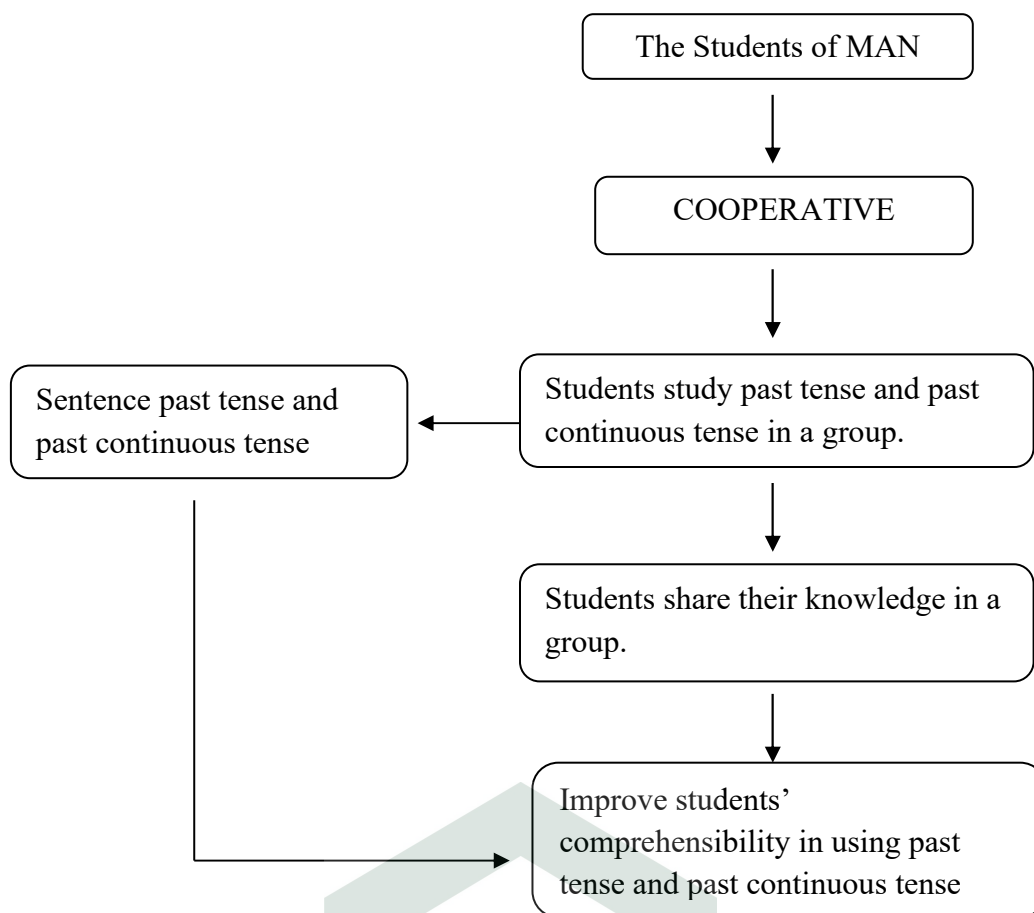 The Students of MAN
COOPERATIVE
Students study past tense and past
continuous tense in a group.
Sentence past tense and
past continuous tense
Students share their knowledge in a
group.
Improve students’
comprehensibility in using past
tense and past continuous tense